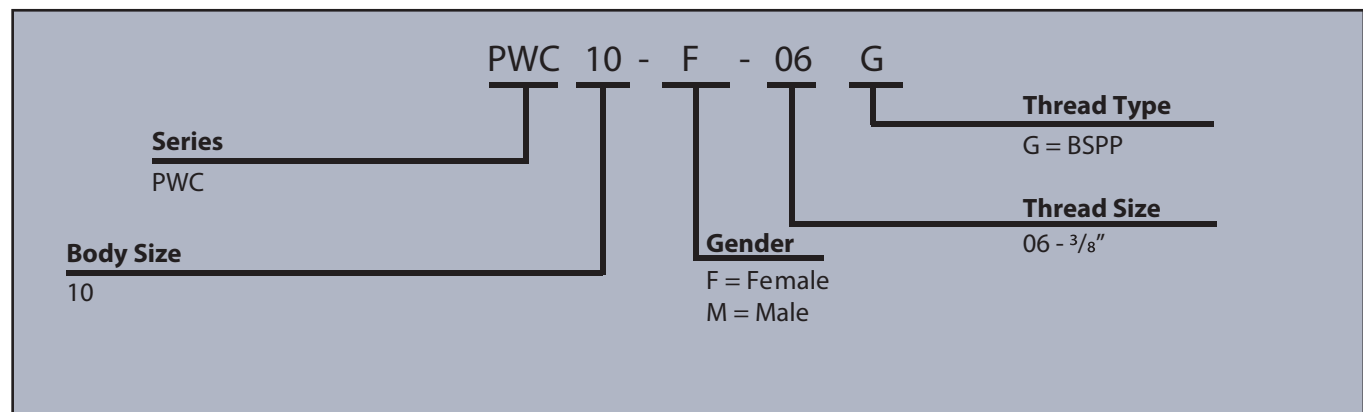 PWC 10 - F - 06 G
Thread Type
G = BSPP
Series
PWC
Thread Size
06 - ³/₈″
Gender
F = Female
M = Male
Body Size
10